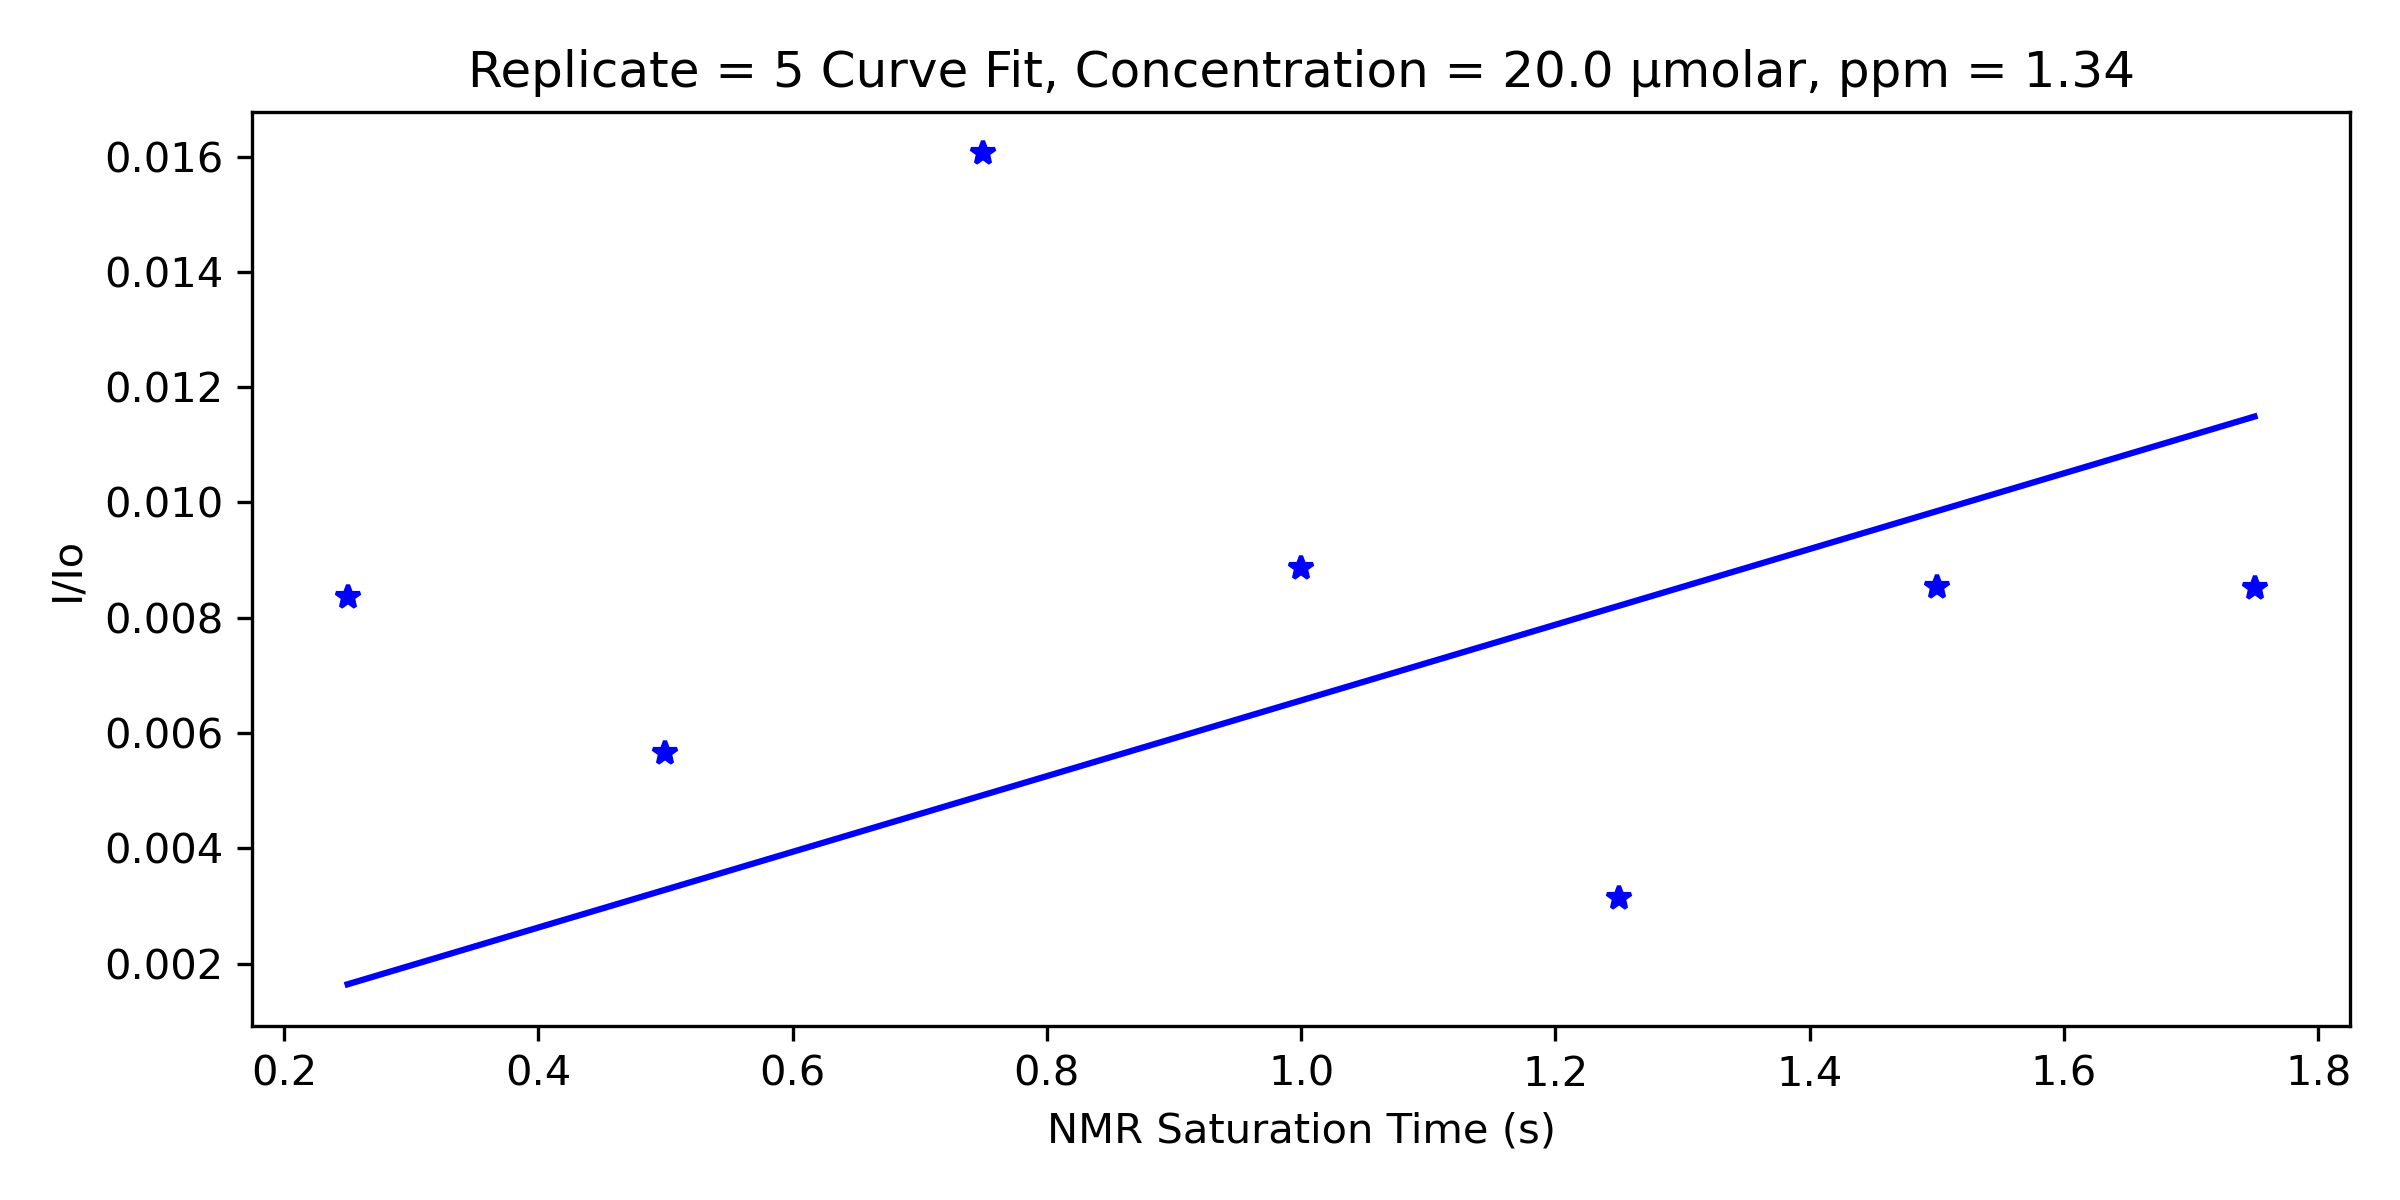 Replicate = 5 Curve Fit, Concentration = 20.0 µmolar, ppm = 1.34
0.016
0.014
0.012
0.010
0.008
0.006
0.004
0.002
I/Io
0.2 0.4 0.6 0.8 1.0 1.2 1.4 1.6 1.8
NMR Saturation Time (s)